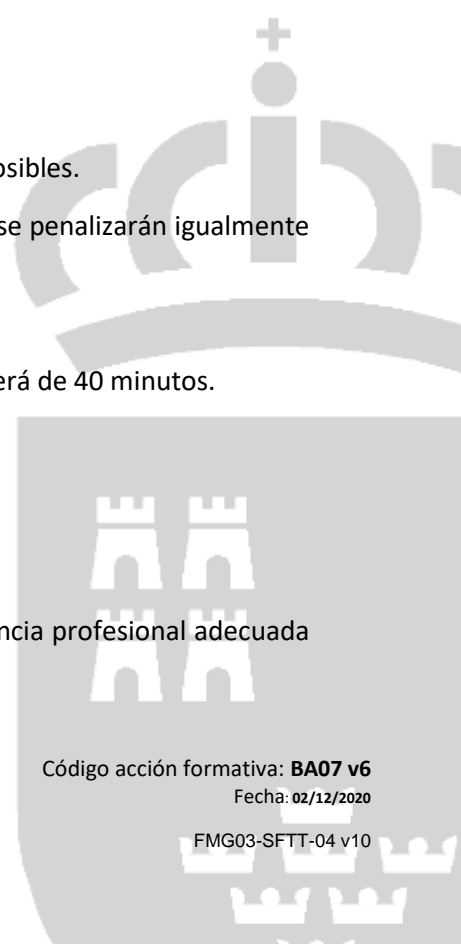 osibles.
se penalizarán igualmente
erá de 40 minutos.
ncia profesional adecuada
Código acción formativa: BA07 v6
Fecha: 02/12/2020
FMG03-SFTT-04 v10